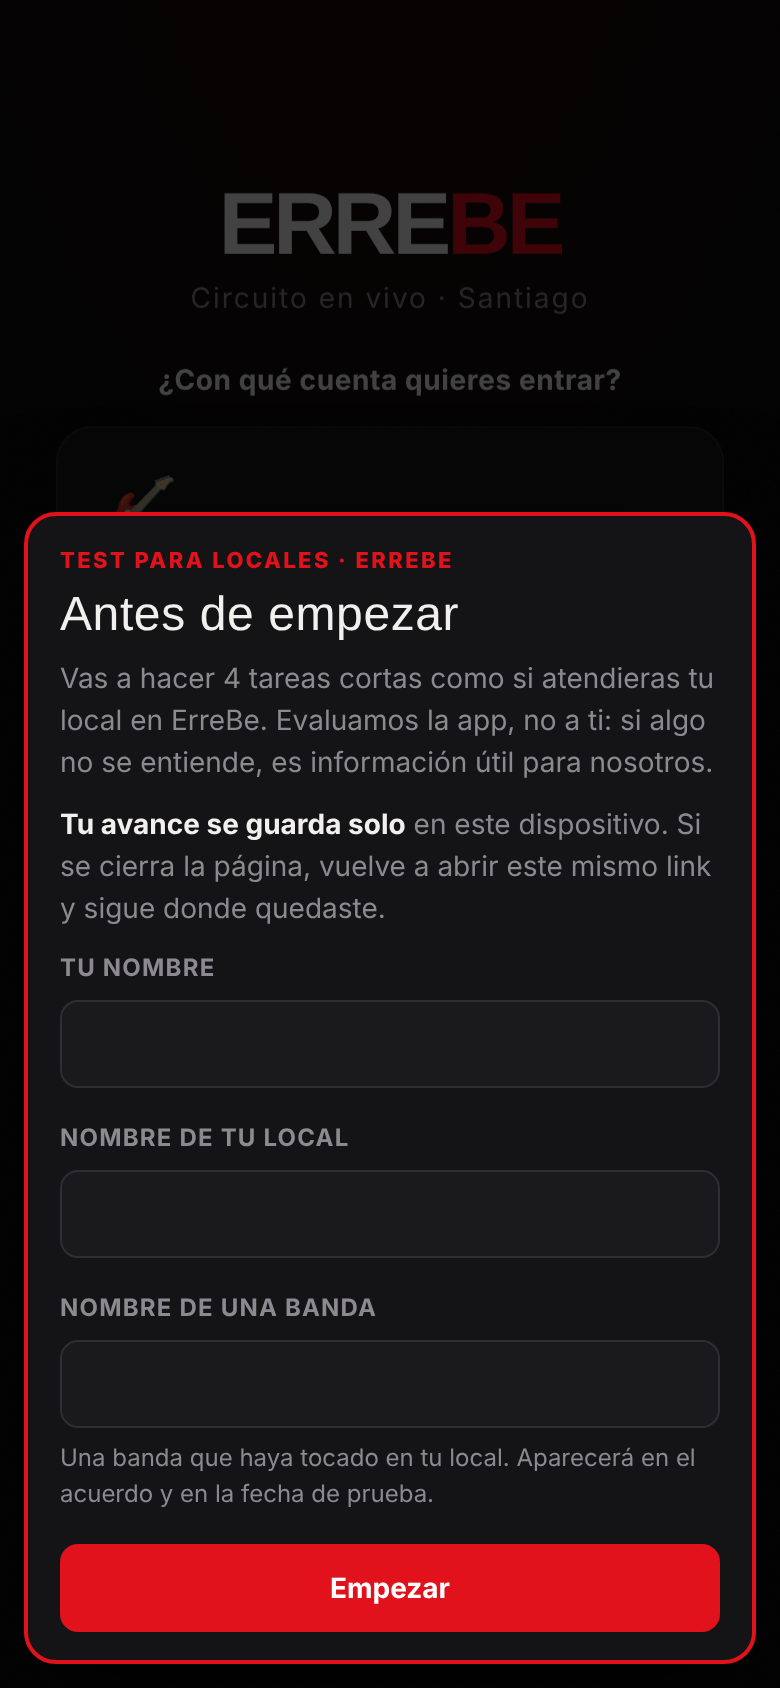 ERREBE
Circuito en vivo · Santiago
¿Con qué cuenta quieres entrar?
TEST PARA LOCALES · ERREBE
Antes de empezar
Vas a hacer 4 tareas cortas como si atendieras tu
local en ErreBe. Evaluamos la app, no a ti: si algo
no se entiende, es información útil para nosotros.
Tu avance se guarda solo en este dispositivo. Si
se cierra la página, vuelve a abrir este mismo link
y sigue donde quedaste.
TU NOMBRE
NOMBRE DE TU LOCAL
NOMBRE DE UNA BANDA
Una banda que haya tocado en tu local. Aparecerá en el
acuerdo y en la fecha de prueba.
Empezar